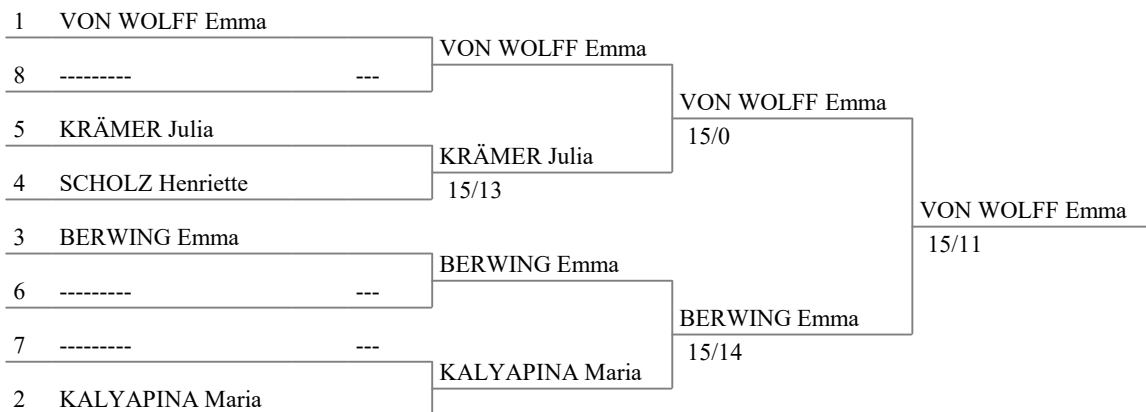 1 VON WOLFF Emma
VON WOLFF Emma
8 --------- ---
VON WOLFF Emma
15/0
5 KRÄMER Julia
KRÄMER Julia
15/13
4 SCHOLZ Henriette
VON WOLFF Emma
15/11
3 BERWING Emma
BERWING Emma
6 --------- ---
BERWING Emma
15/14
7 --------- ---
KALYAPINA Maria
2 KALYAPINA Maria